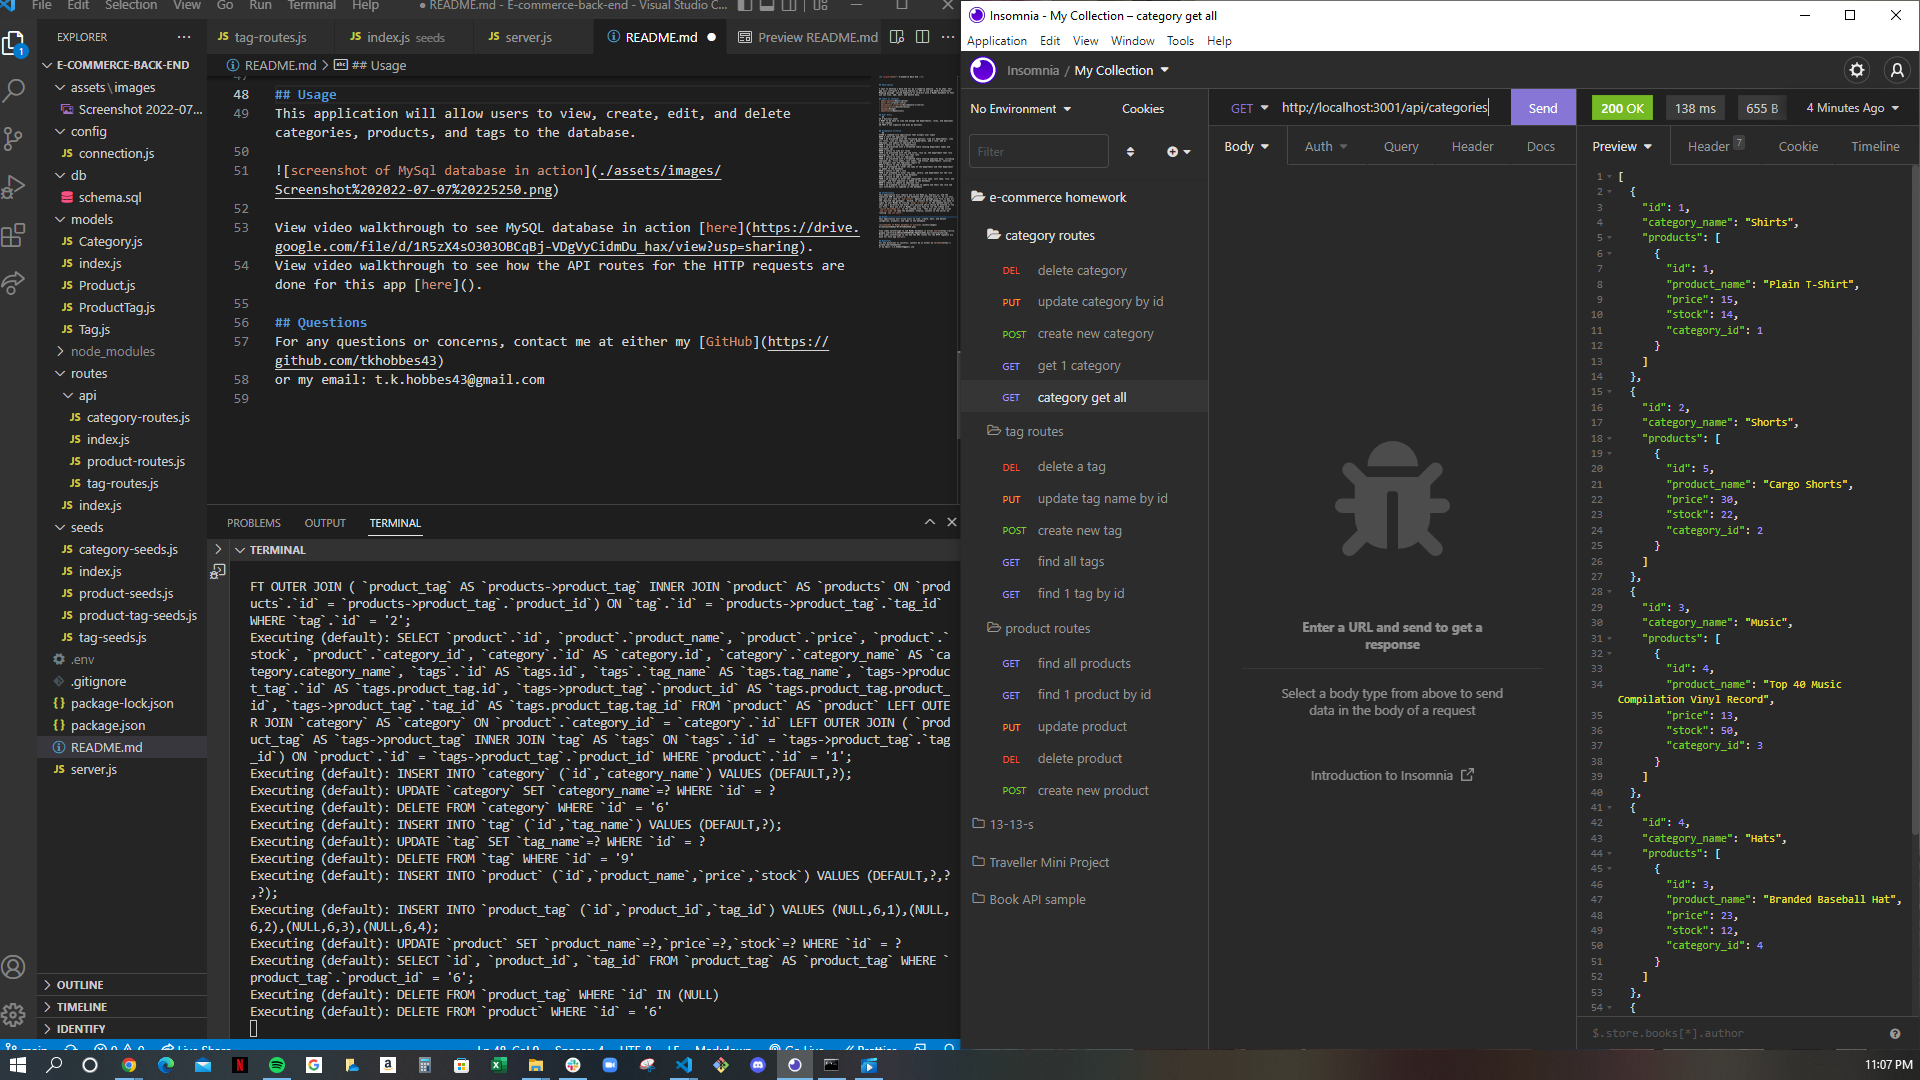 File Edit Selection View Go Run Terminal Help
● README.md - E-commerce-back-end - Visual Studio C...
EXPLORER
E-COMMERCE-BACK-END
assets\images
Screenshot 2022-07...
config
JS connection.js
db
schema.sql
models
JS Category.js
JS index.js
JS Product.js
JS ProductTag.js
JS Tag.js
node_modules
routes
api
JS category-routes.js
JS index.js
JS product-routes.js
JS tag-routes.js
JS index.js
seeds
JS category-seeds.js
JS index.js
JS product-seeds.js
JS product-tag-seeds.js
JS tag-seeds.js
.env
.gitignore
{} package-lock.json
{} package.json
README.md
JS server.js
OUTLINE
TIMELINE
IDENTIFY
JS tag-routes.js
JS index.js seeds
JS server.js
README.md ●
Preview README.md
README.md > ## Usage
48 ## Usage
49 This application will allow users to view, create, edit, and delete
categories, products, and tags to the database.
50
51 ![screenshot of MySql database in action](./assets/images/
Screenshot%202022-07-07%20225250.png)
52
53 View video walkthrough to see MySQL database in action [here](https://drive.
google.com/file/d/1R5zX4sO303OBCqBj-VDgVyCidmDu_hax/view?usp=sharing).
54 View video walkthrough to see how the API routes for the HTTP requests are
done for this app [here]().
55
56 ## Questions
57 For any questions or concerns, contact me at either my [GitHub](https://
github.com/tkhobbes43)
58 or my email: t.k.hobbes43@gmail.com
59
PROBLEMS OUTPUT TERMINAL
TERMINAL
FT OUTER JOIN ( `product_tag` AS `products->product_tag` INNER JOIN `product` AS `products` ON `prod
ucts`.`id` = `products->product_tag`.`product_id`) ON `tag`.`id` = `products->product_tag`.`tag_id`
WHERE `tag`.`id` = '2';
Executing (default): SELECT `product`.`id`, `product`.`product_name`, `product`.`price`, `product`.`
stock`, `product`.`category_id`, `category`.`id` AS `category.id`, `category`.`category_name` AS `ca
tegory.category_name`, `tags`.`id` AS `tags.id`, `tags`.`tag_name` AS `tags.tag_name`, `tags->produc
t_tag`.`id` AS `tags.product_tag.id`, `tags->product_tag`.`product_id` AS `tags.product_tag.product_
id`, `tags->product_tag`.`tag_id` AS `tags.product_tag.tag_id` FROM `product` AS `product` LEFT OUTE
R JOIN `category` AS `category` ON `product`.`category_id` = `category`.`id` LEFT OUTER JOIN ( `prod
uct_tag` AS `tags->product_tag` INNER JOIN `tag` AS `tags` ON `tags`.`id` = `tags->product_tag`.`tag
_id`) ON `product`.`id` = `tags->product_tag`.`product_id` WHERE `product`.`id` = '1';
Executing (default): INSERT INTO `category` (`id`,`category_name`) VALUES (DEFAULT,?);
Executing (default): UPDATE `category` SET `category_name`=? WHERE `id` = ?
Executing (default): DELETE FROM `category` WHERE `id` = '6'
Executing (default): INSERT INTO `tag` (`id`,`tag_name`) VALUES (DEFAULT,?);
Executing (default): UPDATE `tag` SET `tag_name`=? WHERE `id` = ?
Executing (default): DELETE FROM `tag` WHERE `id` = '9'
Executing (default): INSERT INTO `product` (`id`,`product_name`,`price`,`stock`) VALUES (DEFAULT,?,?
,?);
Executing (default): INSERT INTO `product_tag` (`id`,`product_id`,`tag_id`) VALUES (NULL,6,1),(NULL,
6,2),(NULL,6,3),(NULL,6,4);
Executing (default): UPDATE `product` SET `product_name`=?,`price`=?,`stock`=? WHERE `id` = ?
Executing (default): SELECT `id`, `product_id`, `tag_id` FROM `product_tag` AS `product_tag` WHERE `
product_tag`.`product_id` = '6';
Executing (default): DELETE FROM `product_tag` WHERE `id` IN (NULL)
Executing (default): DELETE FROM `product` WHERE `id` = '6'
Insomnia - My Collection – category get all
Application Edit View Window Tools Help
Insomnia / My Collection
No Environment
Cookies
Filter
e-commerce homework
category routes
DEL delete category
PUT update category by id
POST create new category
GET get 1 category
GET category get all
tag routes
DEL delete a tag
PUT update tag name by id
POST create new tag
GET find all tags
GET find 1 tag by id
product routes
GET find all products
GET find 1 product by id
PUT update product
DEL delete product
POST create new product
13-13-s
Traveller Mini Project
Book API sample
GET http://localhost:3001/api/categories Send
Body Auth Query Header Docs
Enter a URL and send to get a
response
Select a body type from above to send
data in the body of a request
Introduction to Insomnia
200 OK 138 ms 655 B 4 Minutes Ago
Preview Header 7 Cookie Timeline
1 [
2 {
3 "id": 1,
4 "category_name": "Shirts",
5 "products": [
6 {
7 "id": 1,
8 "product_name": "Plain T-Shirt",
9 "price": 15,
10 "stock": 14,
11 "category_id": 1
12 }
13 ]
14 },
15 {
16 "id": 2,
17 "category_name": "Shorts",
18 "products": [
19 {
20 "id": 5,
21 "product_name": "Cargo Shorts",
22 "price": 30,
23 "stock": 22,
24 "category_id": 2
25 }
26 ]
27 },
28 {
29 "id": 3,
30 "category_name": "Music",
31 "products": [
32 {
33 "id": 4,
34 "product_name": "Top 40 Music
Compilation Vinyl Record",
35 "price": 13,
36 "stock": 50,
37 "category_id": 3
38 }
39 ]
40 },
41 {
42 "id": 4,
43 "category_name": "Hats",
44 "products": [
45 {
46 "id": 3,
47 "product_name": "Branded Baseball Hat",
48 "price": 23,
49 "stock": 12,
50 "category_id": 4
51 }
52 ]
53 },
54 {
$.store.books[*].author
11:07 PM